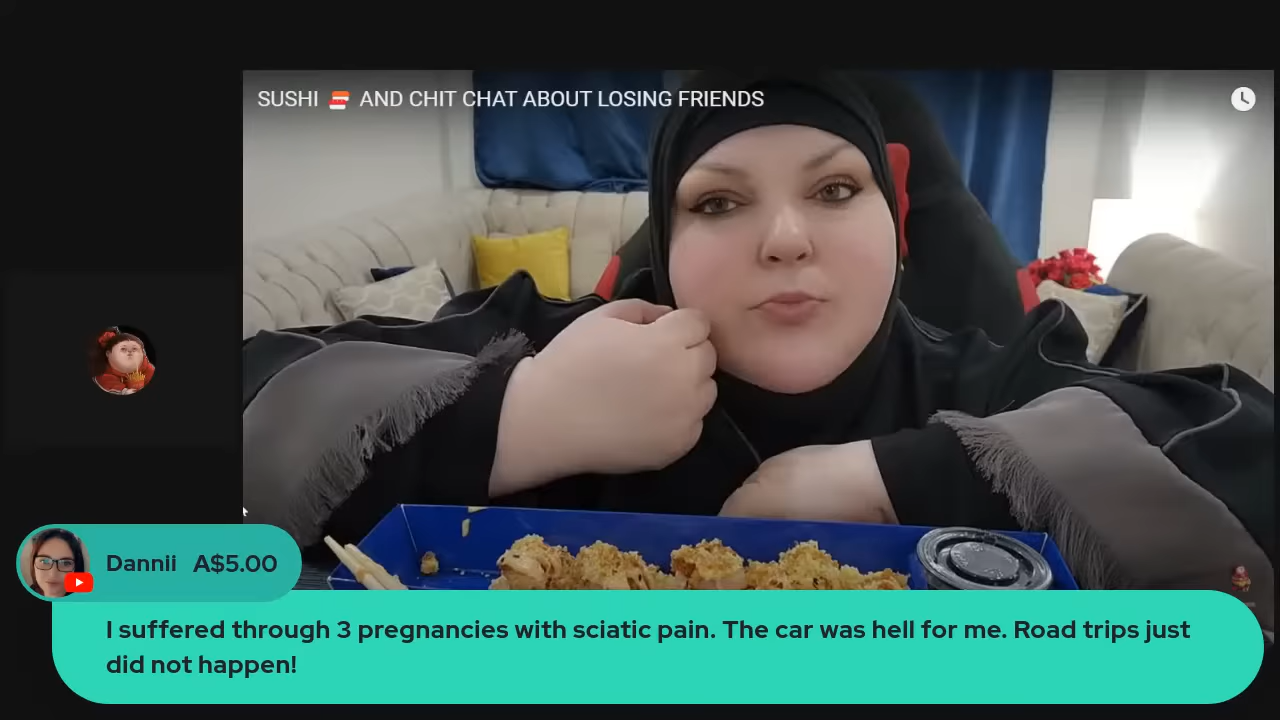 SUSHI 🍣 AND CHIT CHAT ABOUT LOSING FRIENDS
Dannii A$5.00
I suffered through 3 pregnancies with sciatic pain. The car was hell for me. Road trips just
did not happen!